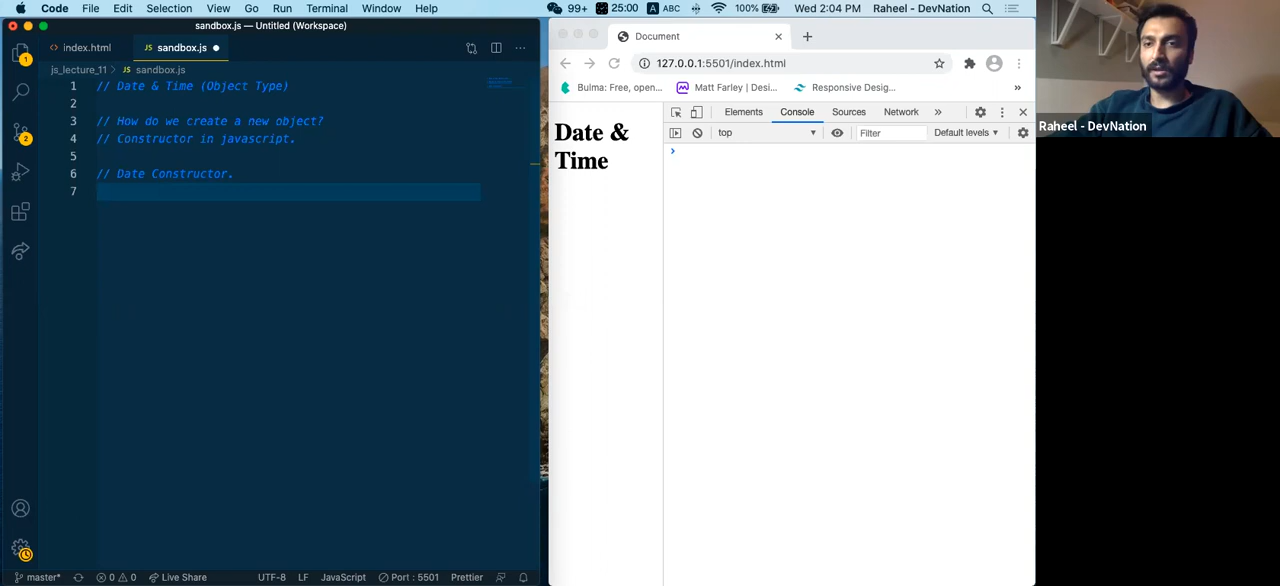 Code File Edit Selection View Go Run Terminal Window Help
99+ 25:00 A ABC 100% Wed 2:04 PM Raheel - DevNation
sandbox.js — Untitled (Workspace)
<> index.html JS sandbox.js ●
js_lecture_11 > JS sandbox.js
1 // Date & Time (Object Type)
2
3 // How do we create a new object?
4 // Constructor in javascript.
5
6 // Date Constructor.
7
1
2
master* 0 0 Live Share UTF-8 LF JavaScript Port : 5501 Prettier
Document
127.0.0.1:5501/index.html
Bulma: Free, open... Matt Farley | Desi... Responsive Desig... »
Date &
Time
Elements Console Sources Network »
top Filter Default levels
Raheel - DevNation